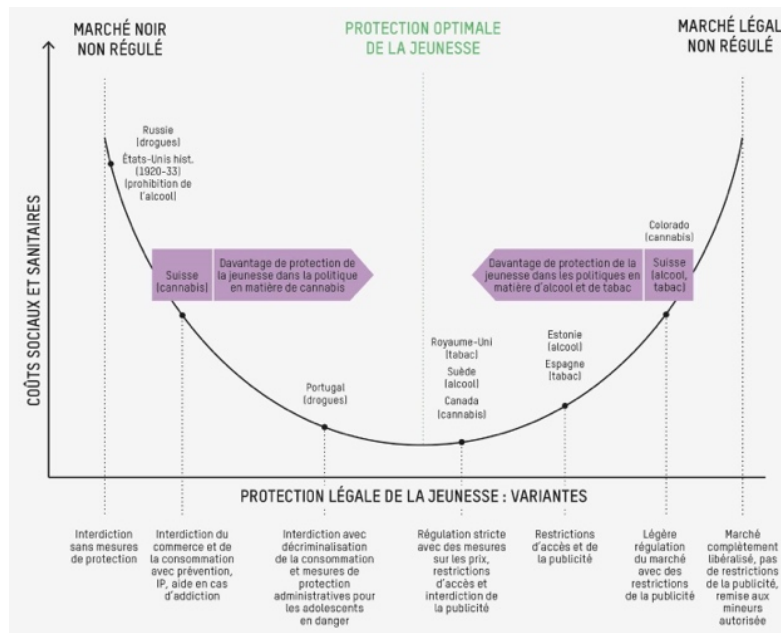 MARCHÉ NOIR
NON RÉGULÉ
PROTECTION OPTIMALE
DE LA JEUNESSE
MARCHÉ LÉGAL
NON RÉGULÉ
COÛTS SOCIAUX ET SANITAIRES
Russie
(drogues)
États-Unis hist.
(1920-33)
(prohibition de
l'alcool)
Suisse
(cannabis)
Davantage de protection de
la jeunesse dans la politique
en matière de cannabis
Portugal
(drogues)
Royaume-Uni
(tabac)
Suède
(alcool)
Canada
(cannabis)
Estonie
(alcool)
Espagne
(tabac)
Davantage de protection de la
jeunesse dans les politiques en
matière d'alcool et de tabac
Colorado
(cannabis)
Suisse
(alcool,
tabac)
PROTECTION LÉGALE DE LA JEUNESSE : VARIANTES
Interdiction
sans mesures
de protection
Interdiction du
commerce et de
la consommation
avec prévention,
IP, aide en cas
d'addiction
Interdiction avec
décriminalisation
de la consommation
et mesures de
protection
administratives pour
les adolescents
en danger
Régulation stricte
avec des mesures
sur les prix,
restrictions
d'accès et
interdiction de
la publicité
Restrictions
d'accès et de
la publicité
Légère
régulation
du marché avec
des restrictions
de la publicité
Marché
complètement
libéralisé, pas
de restrictions
de la publicité,
remise aux
mineurs
autorisée